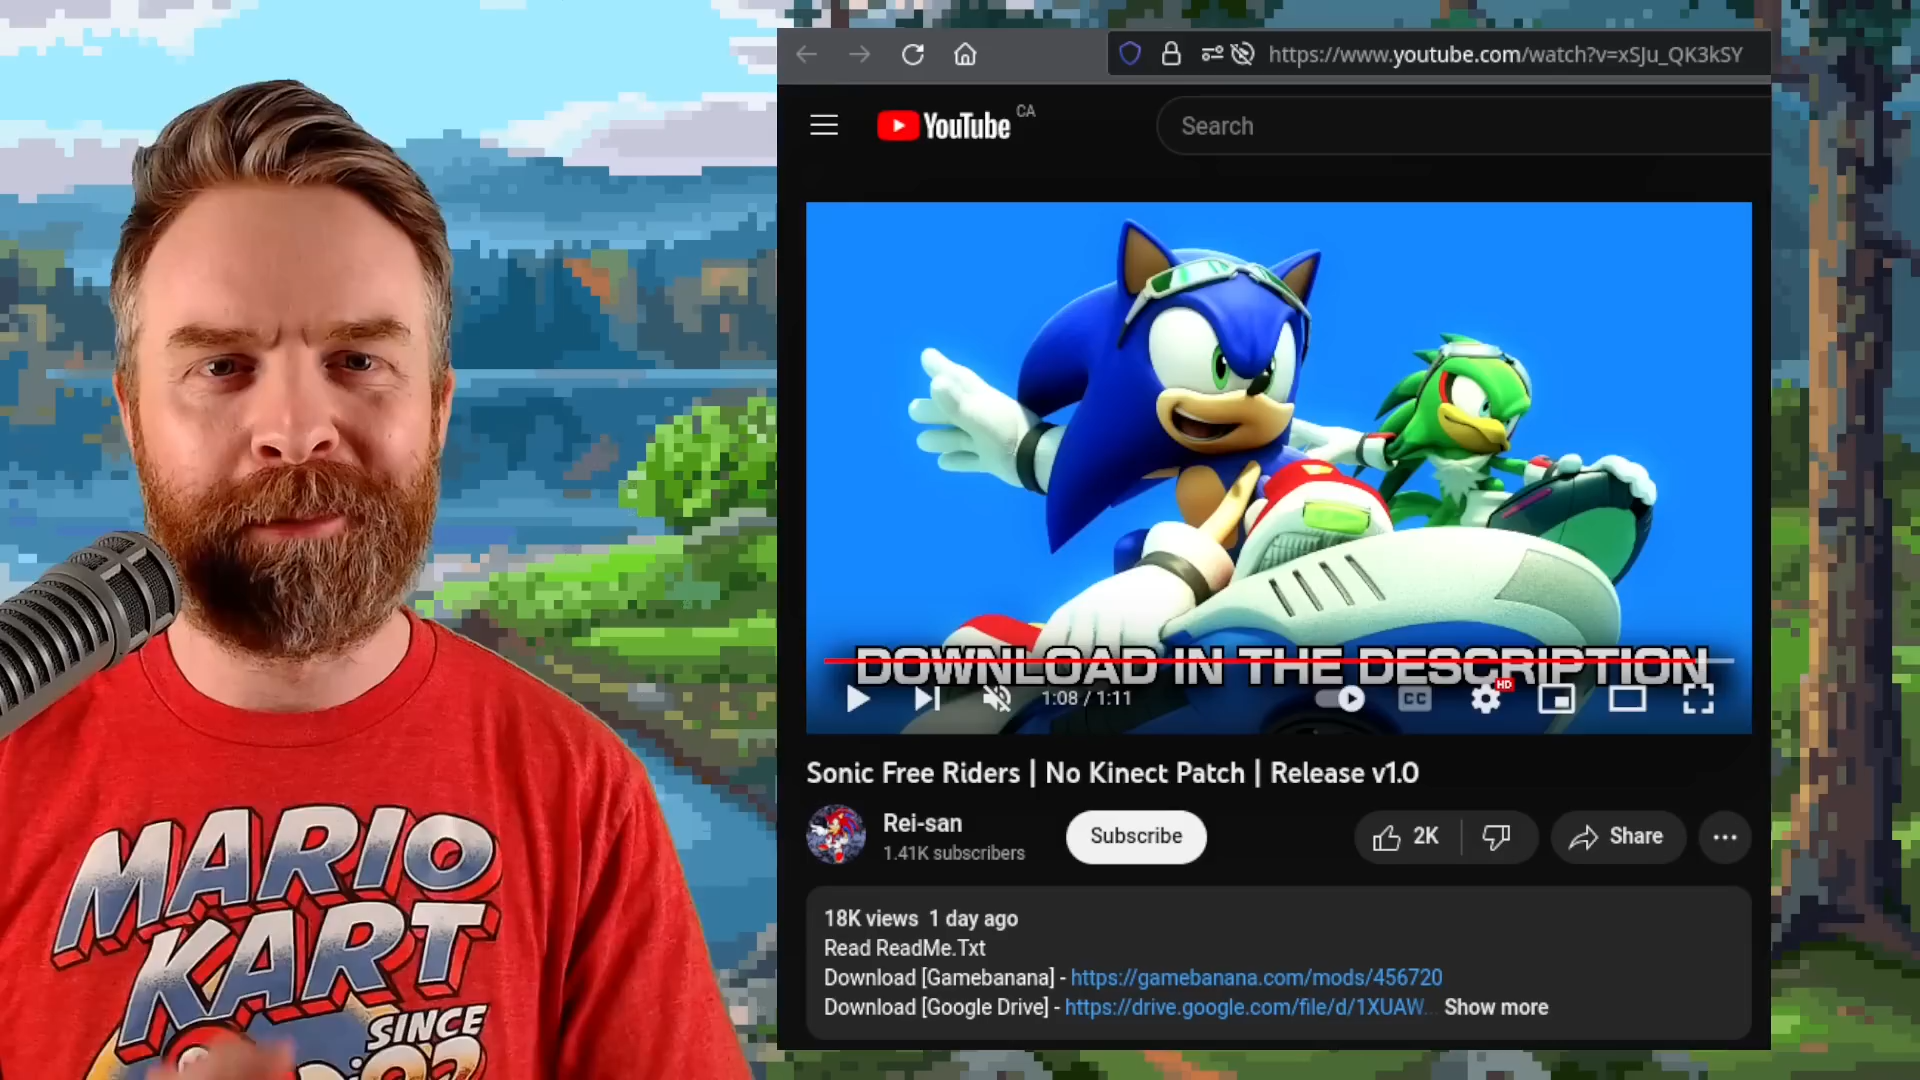 https://www.youtube.com/watch?v=xSJu_QK3kSY
YouTube CA
Search
DOWNLOAD IN THE DESCRIPTION
1:08 / 1:11
CC
HD
Sonic Free Riders | No Kinect Patch | Release v1.0
Rei-san
1.41K subscribers
Subscribe
2K
Share
18K views 1 day ago
Read ReadMe.Txt
Download [Gamebanana] - https://gamebanana.com/mods/456720
Download [Google Drive] - https://drive.google.com/file/d/1XUAW... Show more
MARIO
KART
SINCE